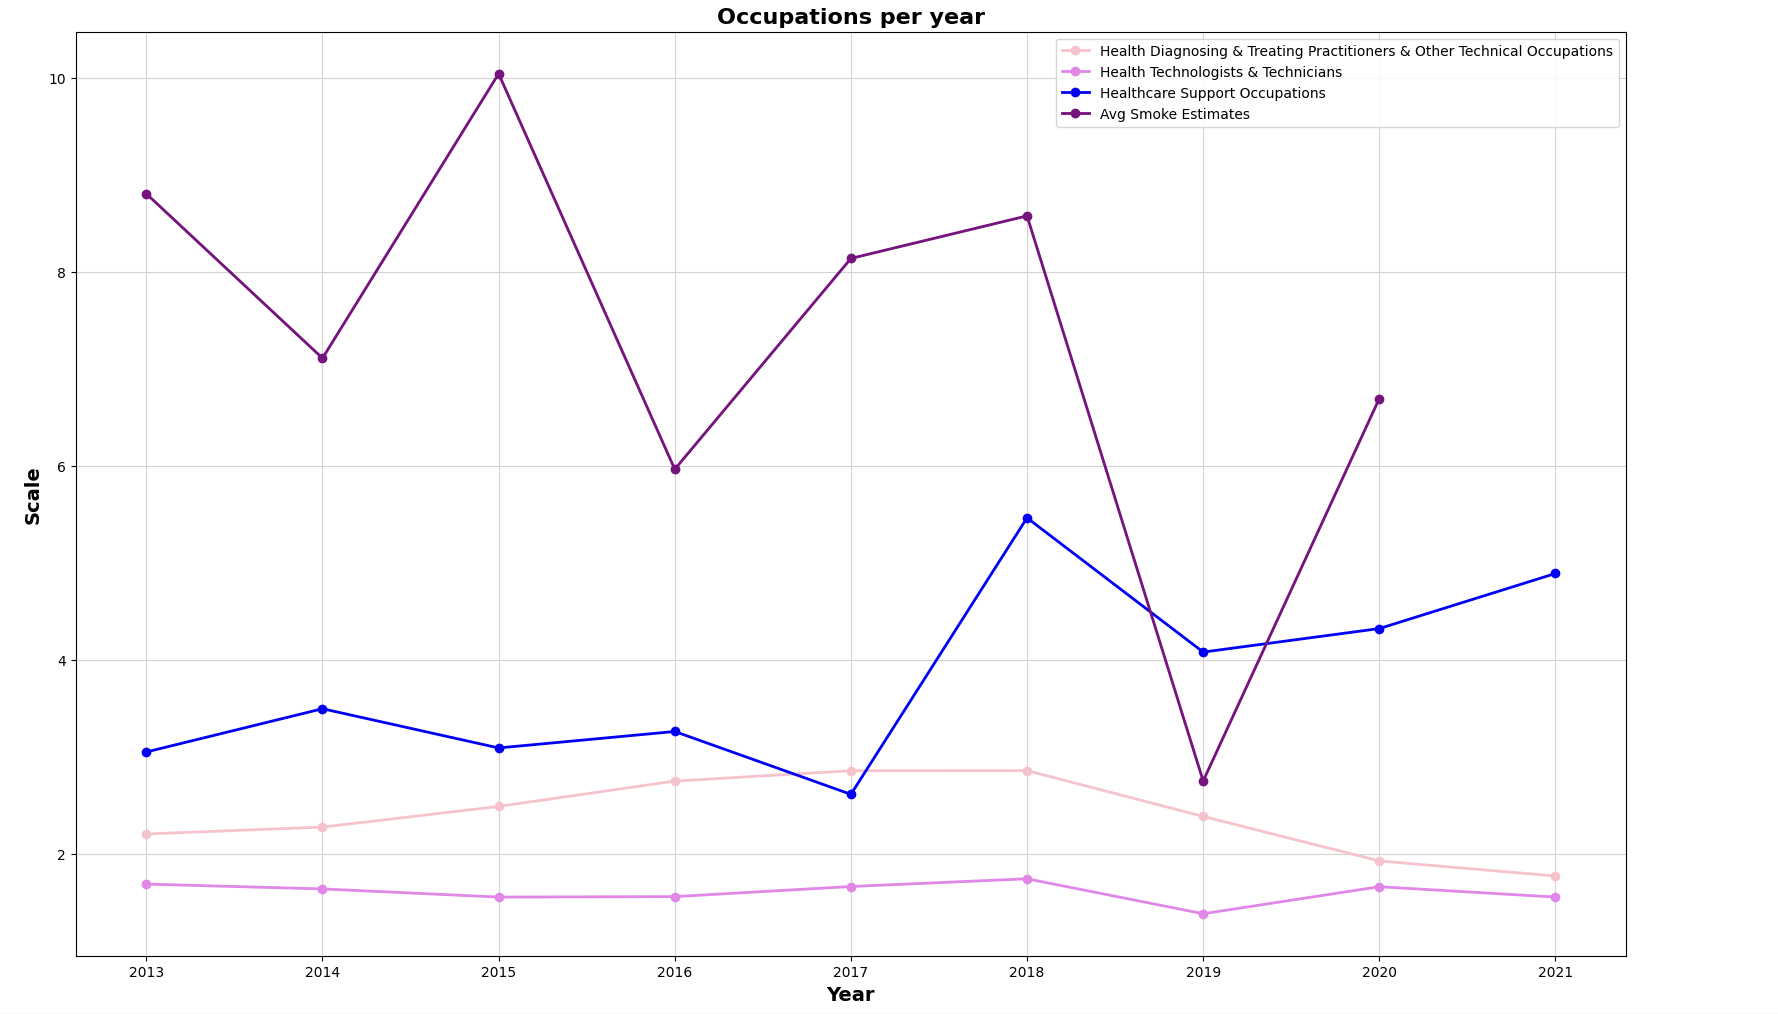 Occupations per year
Health Diagnosing & Treating Practitioners & Other Technical Occupations
Health Technologists & Technicians
Healthcare Support Occupations
Avg Smoke Estimates
10
8
6
4
2
Scale
2013 2014 2015 2016 2017 2018 2019 2020 2021
Year